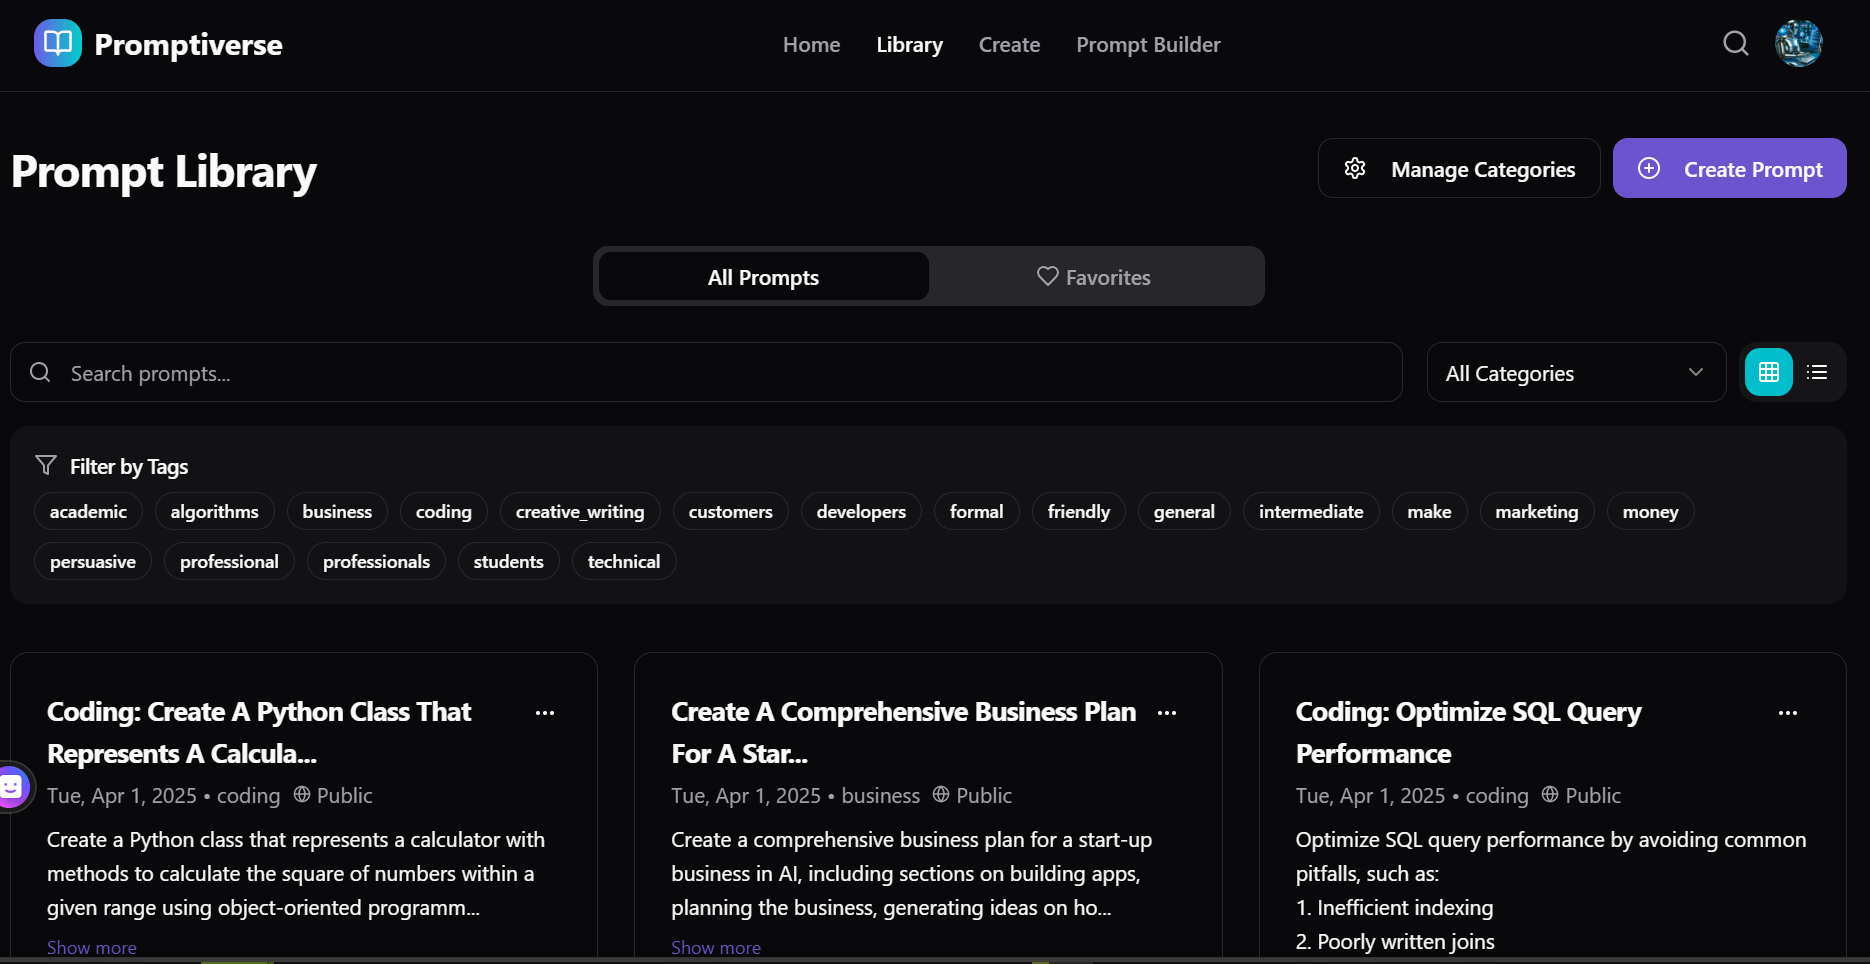 Promptiverse
Home Library Create Prompt Builder
Prompt Library
Manage Categories
Create Prompt
All Prompts
Favorites
Search prompts...
All Categories
Filter by Tags
academic algorithms business coding creative_writing customers developers formal friendly general intermediate make marketing money
persuasive professional professionals students technical
Coding: Create A Python Class That
Represents A Calcula...
Tue, Apr 1, 2025 • coding Public
Create a Python class that represents a calculator with
methods to calculate the square of numbers within a
given range using object-oriented programm...
Show more
Create A Comprehensive Business Plan
For A Star...
Tue, Apr 1, 2025 • business Public
Create a comprehensive business plan for a start-up
business in AI, including sections on building apps,
planning the business, generating ideas on ho...
Show more
Coding: Optimize SQL Query
Performance
Tue, Apr 1, 2025 • coding Public
Optimize SQL query performance by avoiding common
pitfalls, such as:
1. Inefficient indexing
2. Poorly written joins